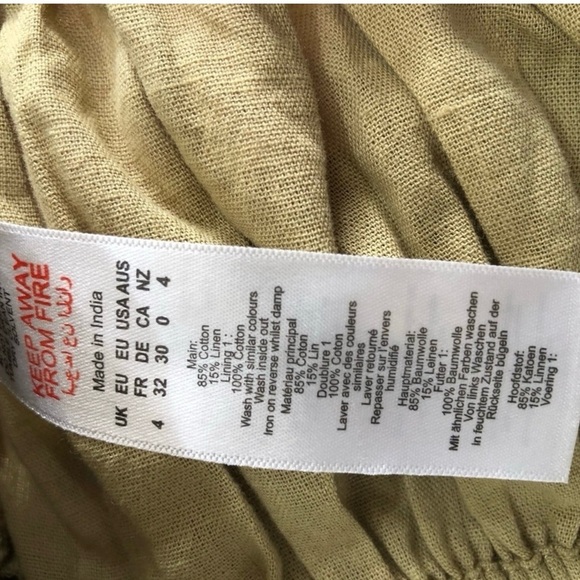 KEEP AWAY
FROM FIRE
Made in India
UK EU EU USA AUS
FR DE CA NZ
4 32 30 0 4
Main:
85% Cotton
15% Linen
Lining 1:
100% Cotton
Wash with similar colours
Wash inside out
Iron on reverse whilst damp
Matériau principal
85% Coton
15% Lin
Doublure 1
100% Coton
Laver avec des couleurs
similaires
Laver retourné
Repasser sur l'envers
humidifié
Hauptmaterial:
85% Baumwolle
15% Leinen
Futter 1:
100% Baumwolle
Mit ähnlichen Farben waschen
Von links waschen
In feuchtem Zustand auf der
Rückseite bügeln
Hoofdstof:
85% Katoen
15% Linnen
Voering 1: